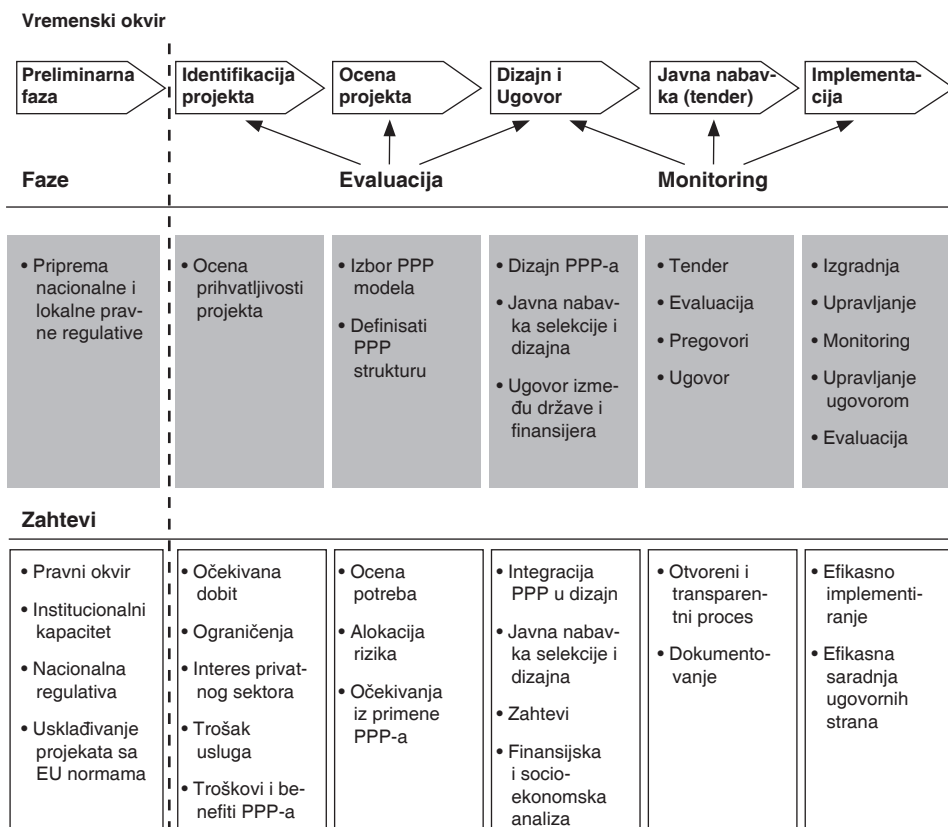 Vremenski okvir
Preliminarna
faza
Identifikacija
projekta
Ocena
projekta
Dizajn i
Ugovor
Javna nabav-
ka (tender)
Implementa-
cija
Faze
Evaluacija
Monitoring
• Priprema
nacionalne i
lokalne prav-
ne regulative
• Ocena
prihvatljivosti
projekta
• Izbor PPP
modela
• Definisati
PPP
strukturu
• Dizajn PPP-a
• Javna nabav-
ka selekcije i
dizajna
• Ugovor izme-
đu države i
finansijera
• Tender
• Evaluacija
• Pregovori
• Ugovor
• Izgradnja
• Upravljanje
• Monitoring
• Upravljanje
ugovorom
• Evaluacija
Zahtevi
• Pravni okvir
• Institucionalni
kapacitet
• Nacionalna
regulativa
• Usklađivanje
projekata sa
EU normama
• Očekivana
dobit
• Ograničenja
• Interes privat-
nog sektora
• Trošak
usluga
• Troškovi i be-
nefiti PPP-a
• Ocena
potreba
• Alokacija
rizika
• Očekivanja
iz primene
PPP-a
• Integracija
PPP u dizajn
• Javna nabav-
ka selekcije i
dizajna
• Zahtevi
• Finansijska
i socio-
ekonomska
analiza
• Otvoreni i
transparen-
tni proces
• Dokumento-
vanje
• Efikasno
implementi-
ranje
• Efikasna
saradnja
ugovornih
strana